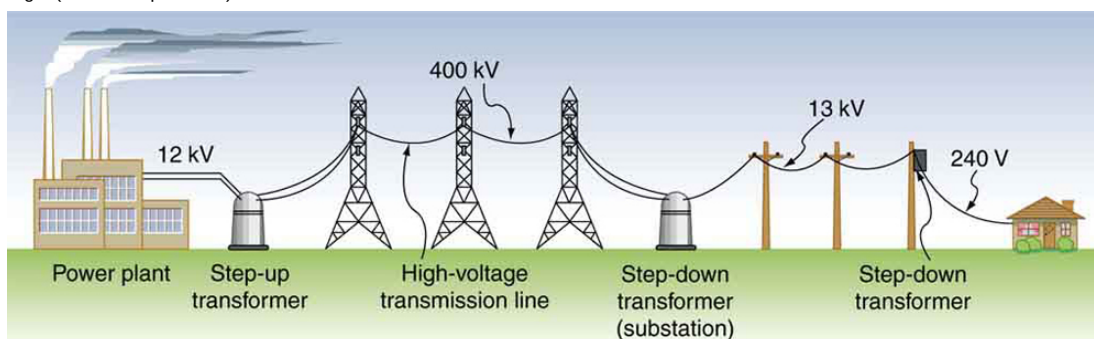 400 kV
13 kV
12 kV
240 V
Power plant
Step-up
transformer
High-voltage
transmission line
Step-down
transformer
(substation)
Step-down
transformer